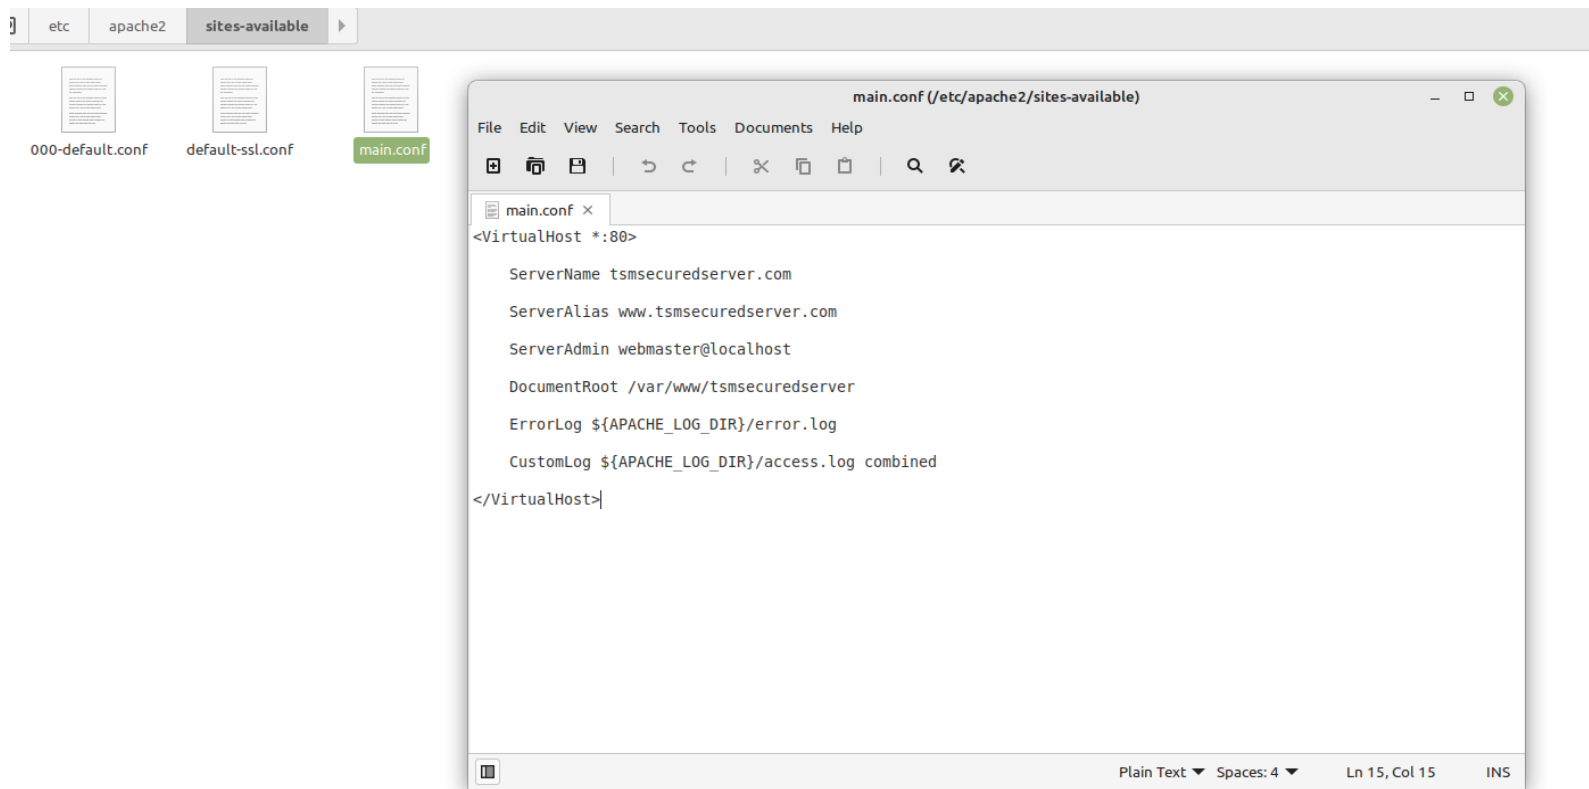 etc apache2 sites-available
000-default.conf default-ssl.conf main.conf
main.conf (/etc/apache2/sites-available)
File Edit View Search Tools Documents Help
main.conf
<VirtualHost *:80>
ServerName tsmsecuredserver.com
ServerAlias www.tsmsecuredserver.com
ServerAdmin webmaster@localhost
DocumentRoot /var/www/tsmsecuredserver
ErrorLog ${APACHE_LOG_DIR}/error.log
CustomLog ${APACHE_LOG_DIR}/access.log combined
</VirtualHost>
Plain Text Spaces: 4 Ln 15, Col 15 INS